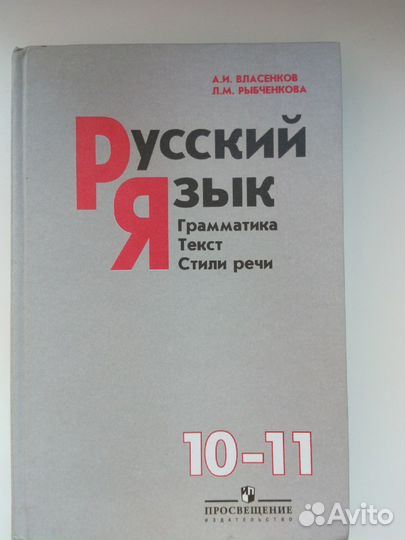 А.И. ВЛАСЕНКОВ
Л.М. РЫБЧЕНКОВА
Русский
Язык
Грамматика
Текст
Стили речи
10-11
ПРОСВЕЩЕНИЕ
ИЗДАТЕЛЬСТВО
Avito